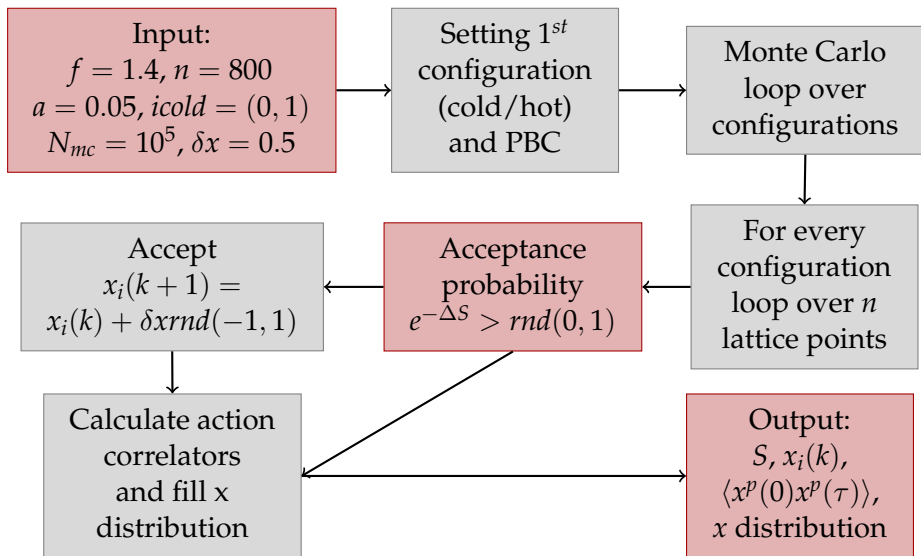 Input:
f = 1.4, n = 800
a = 0.05, icold = (0, 1)
N_mc = 10^5, δx = 0.5
Setting 1^st
configuration
(cold/hot)
and PBC
Monte Carlo
loop over
configurations
For every
configuration
loop over n
lattice points
Acceptance
probability
e^{−ΔS} > rnd(0, 1)
Accept
x_i(k + 1) =
x_i(k) + δxrnd(−1, 1)
Calculate action
correlators
and fill x
distribution
Output:
S, x_i(k),
⟨x^p(0)x^p(τ)⟩,
x distribution